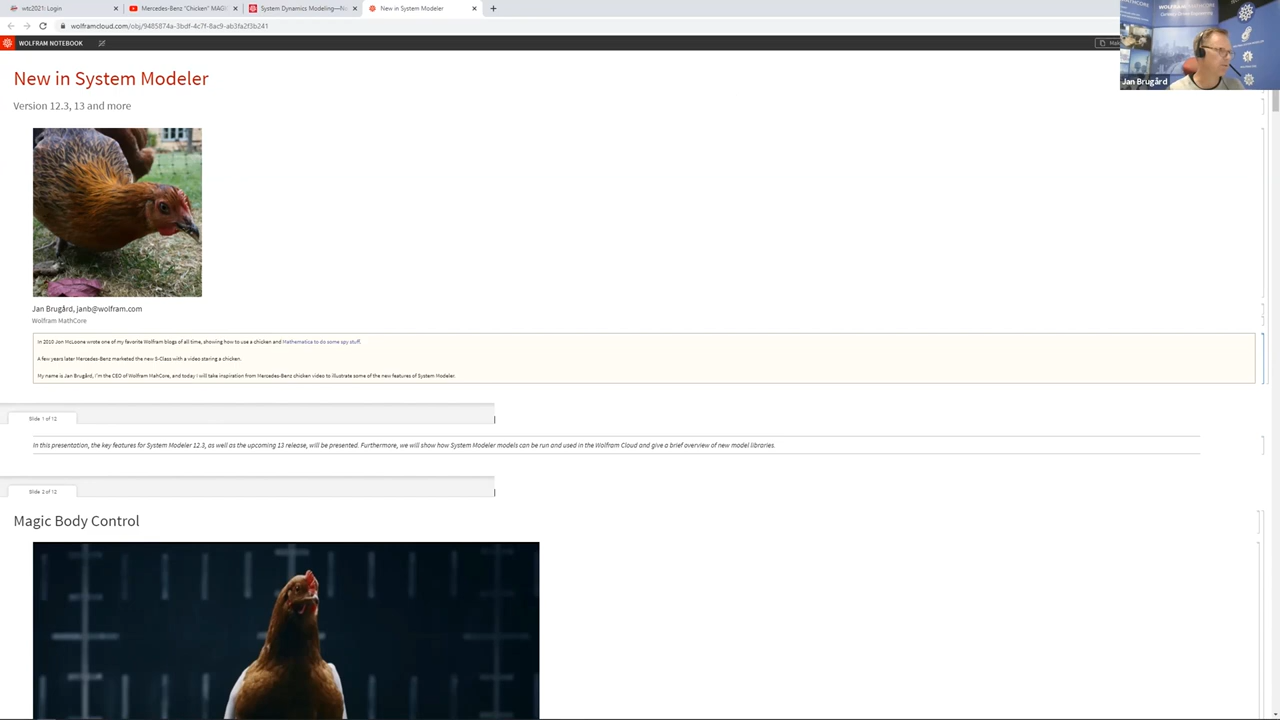 wtc2021: Login
Mercedes-Benz "Chicken" MAGI
System Dynamics Modeling—N
New in System Modeler
wolframcloud.com/obj/9485874a-3bdf-4c7f-8ac9-ab3fa2f3b241
WOLFRAM NOTEBOOK
Jan Brugård
New in System Modeler
Version 12.3, 13 and more
Jan Brugård, janb@wolfram.com
Wolfram MathCore
In 2010 Jon McLoone wrote one of my favorite Wolfram blogs of all time, showing how to use a chicken and Mathematica to do some spy stuff.
A few years later Mercedes-Benz marketed the new S-Class with a video staring a chicken.
My name is Jan Brugård, I'm the CEO of Wolfram MahCore, and today I will take inspiration from Mercedes-Benz chicken video to illustrate some of the new features of System Modeler.
Slide 1 of 12
In this presentation, the key features for System Modeler 12.3, as well as the upcoming 13 release, will be presented. Furthermore, we will show how System Modeler models can be run and used in the Wolfram Cloud and give a brief overview of new model libraries.
Slide 2 of 12
Magic Body Control